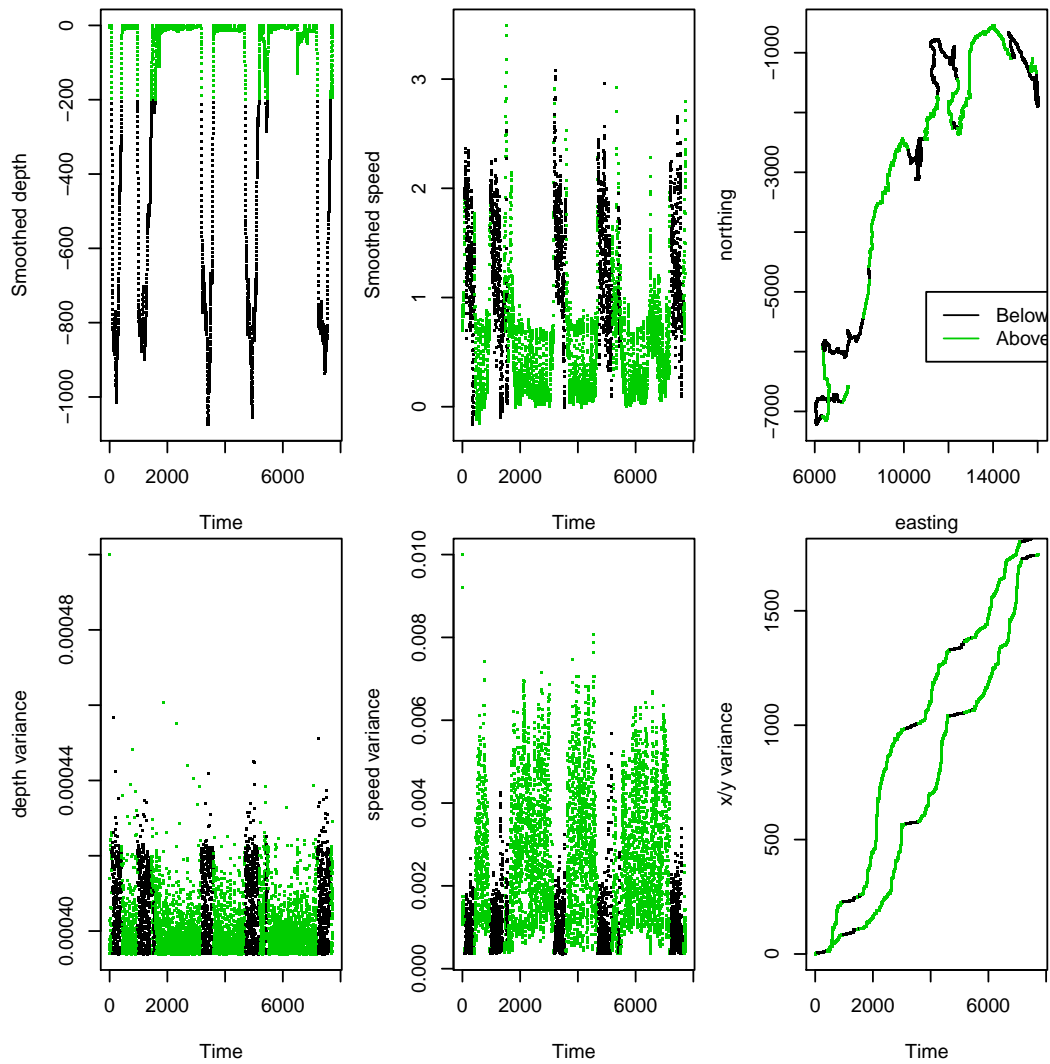 0
-200
-400
-600
-800
-1000
Smoothed depth
0 2000 6000
Time
3
2
1
0
Smoothed speed
0 2000 6000
Time
-1000
-3000
-5000
-7000
northing
6000 10000 14000
easting
Below
Above
0.00048
0.00044
0.00040
depth variance
0 2000 6000
Time
0.010
0.008
0.006
0.004
0.002
0.000
speed variance
0 2000 6000
Time
1500
1000
500
0
x/y variance
0 2000 6000
Time